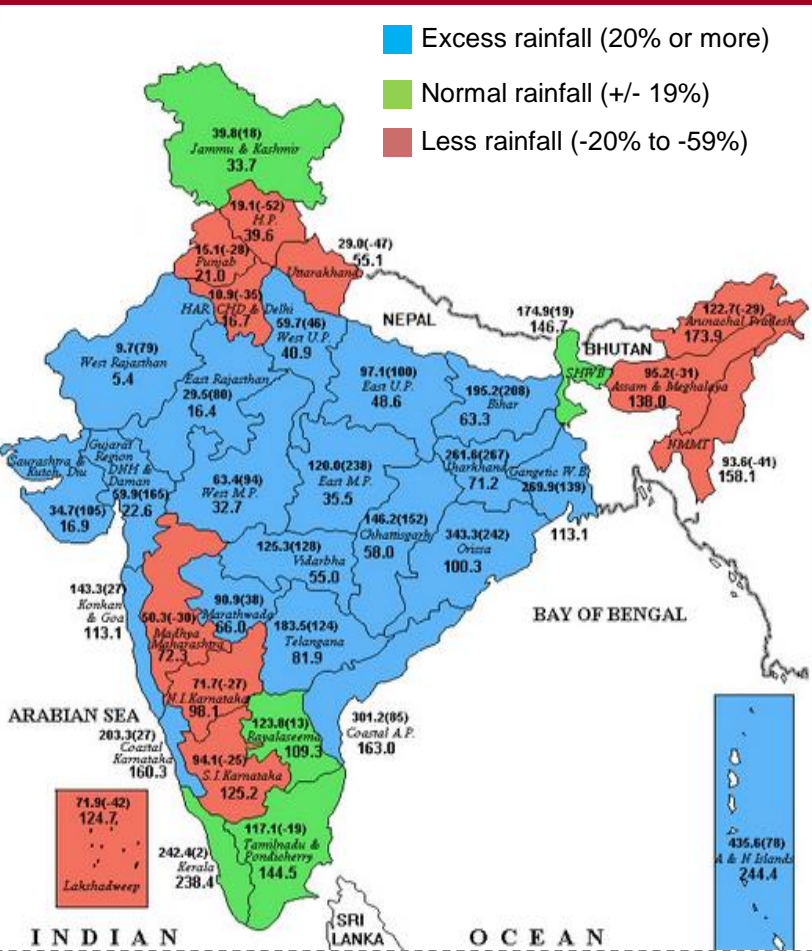 Excess rainfall (20% or more)
Normal rainfall (+/- 19%)
Less rainfall (-20% to -59%)
39.8(18)
Jammu & Kashmir
33.7
19.1(-52)
H.P.
39.6
15.1(-28)
Punjab
21.0
29.0(-47)
55.1
Uttarakhand
10.9(-35)
HAR CHD & Delhi
16.7
59.7(46)
West U.P.
40.9
NEPAL
174.9(19)
146.7
SHWB
BHUTAN
122.7(-29)
Arunachal Pradesh
173.9
95.2(-31)
Assam & Meghalaya
138.0
NMMT
93.6(-41)
158.1
9.7(79)
West Rajasthan
5.4
East Rajasthan
29.5(80)
16.4
97.1(100)
East U.P.
48.6
195.2(208)
Bihar
63.3
Saurashtra &
Kutch, Diu
34.7(105)
16.9
Gujarat
Region
DNH &
Daman
59.9(165)
22.6
63.4(94)
West M.P.
32.7
120.0(238)
East M.P.
35.5
261.6(267)
Jharkhand
71.2
Gangetic W.B.
269.9(139)
113.1
146.2(152)
Chhattisgarh
58.0
343.3(242)
Orissa
100.3
125.3(128)
Vidarbha
55.0
143.3(27)
Konkan
& Goa
113.1
50.3(-30)
Madhya
Maharashtra
72.3
90.9(38)
Marathwada
66.0
183.5(124)
Telangana
81.9
BAY OF BENGAL
71.7(-27)
N.I.Karnataka
98.1
ARABIAN SEA
203.3(27)
Coastal
Karnataka
160.3
123.8(13)
Rayalaseema
109.3
301.2(85)
Coastal A.P.
163.0
94.1(-25)
S.I.Karnataka
125.2
71.9(-42)
124.7
Lakshadweep
242.4(2)
Kerala
238.4
117.1(-19)
Tamilnadu &
Pondicherry
144.5
435.6(78)
A & N Islands
244.4
SRI
LANKA
INDIAN OCEAN